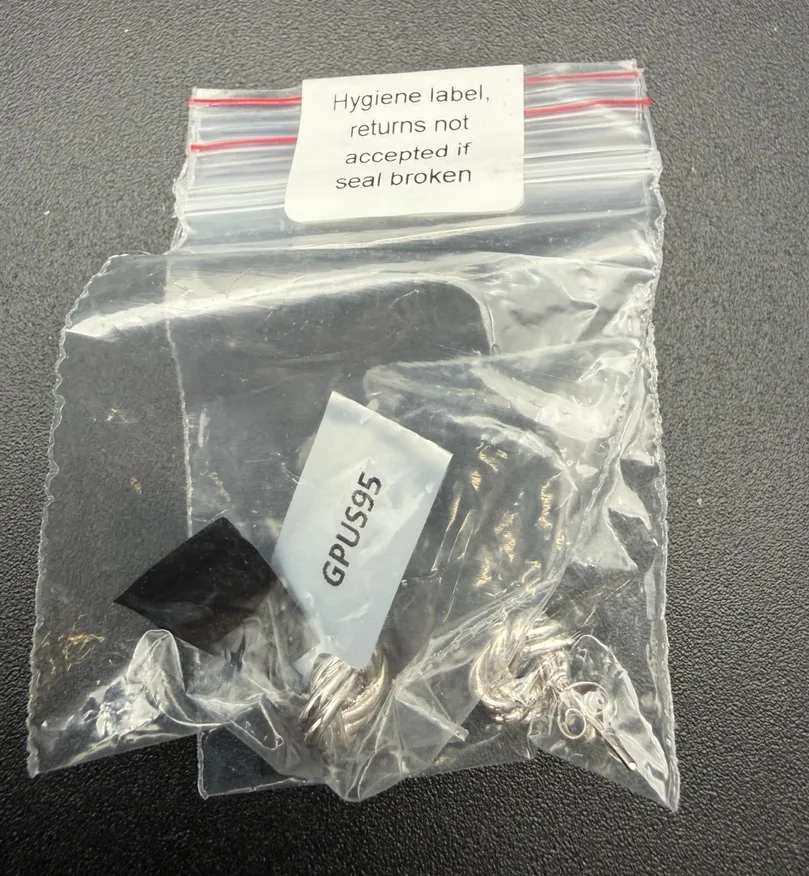 Hygiene label,
returns not
accepted if
seal broken
GPUS95